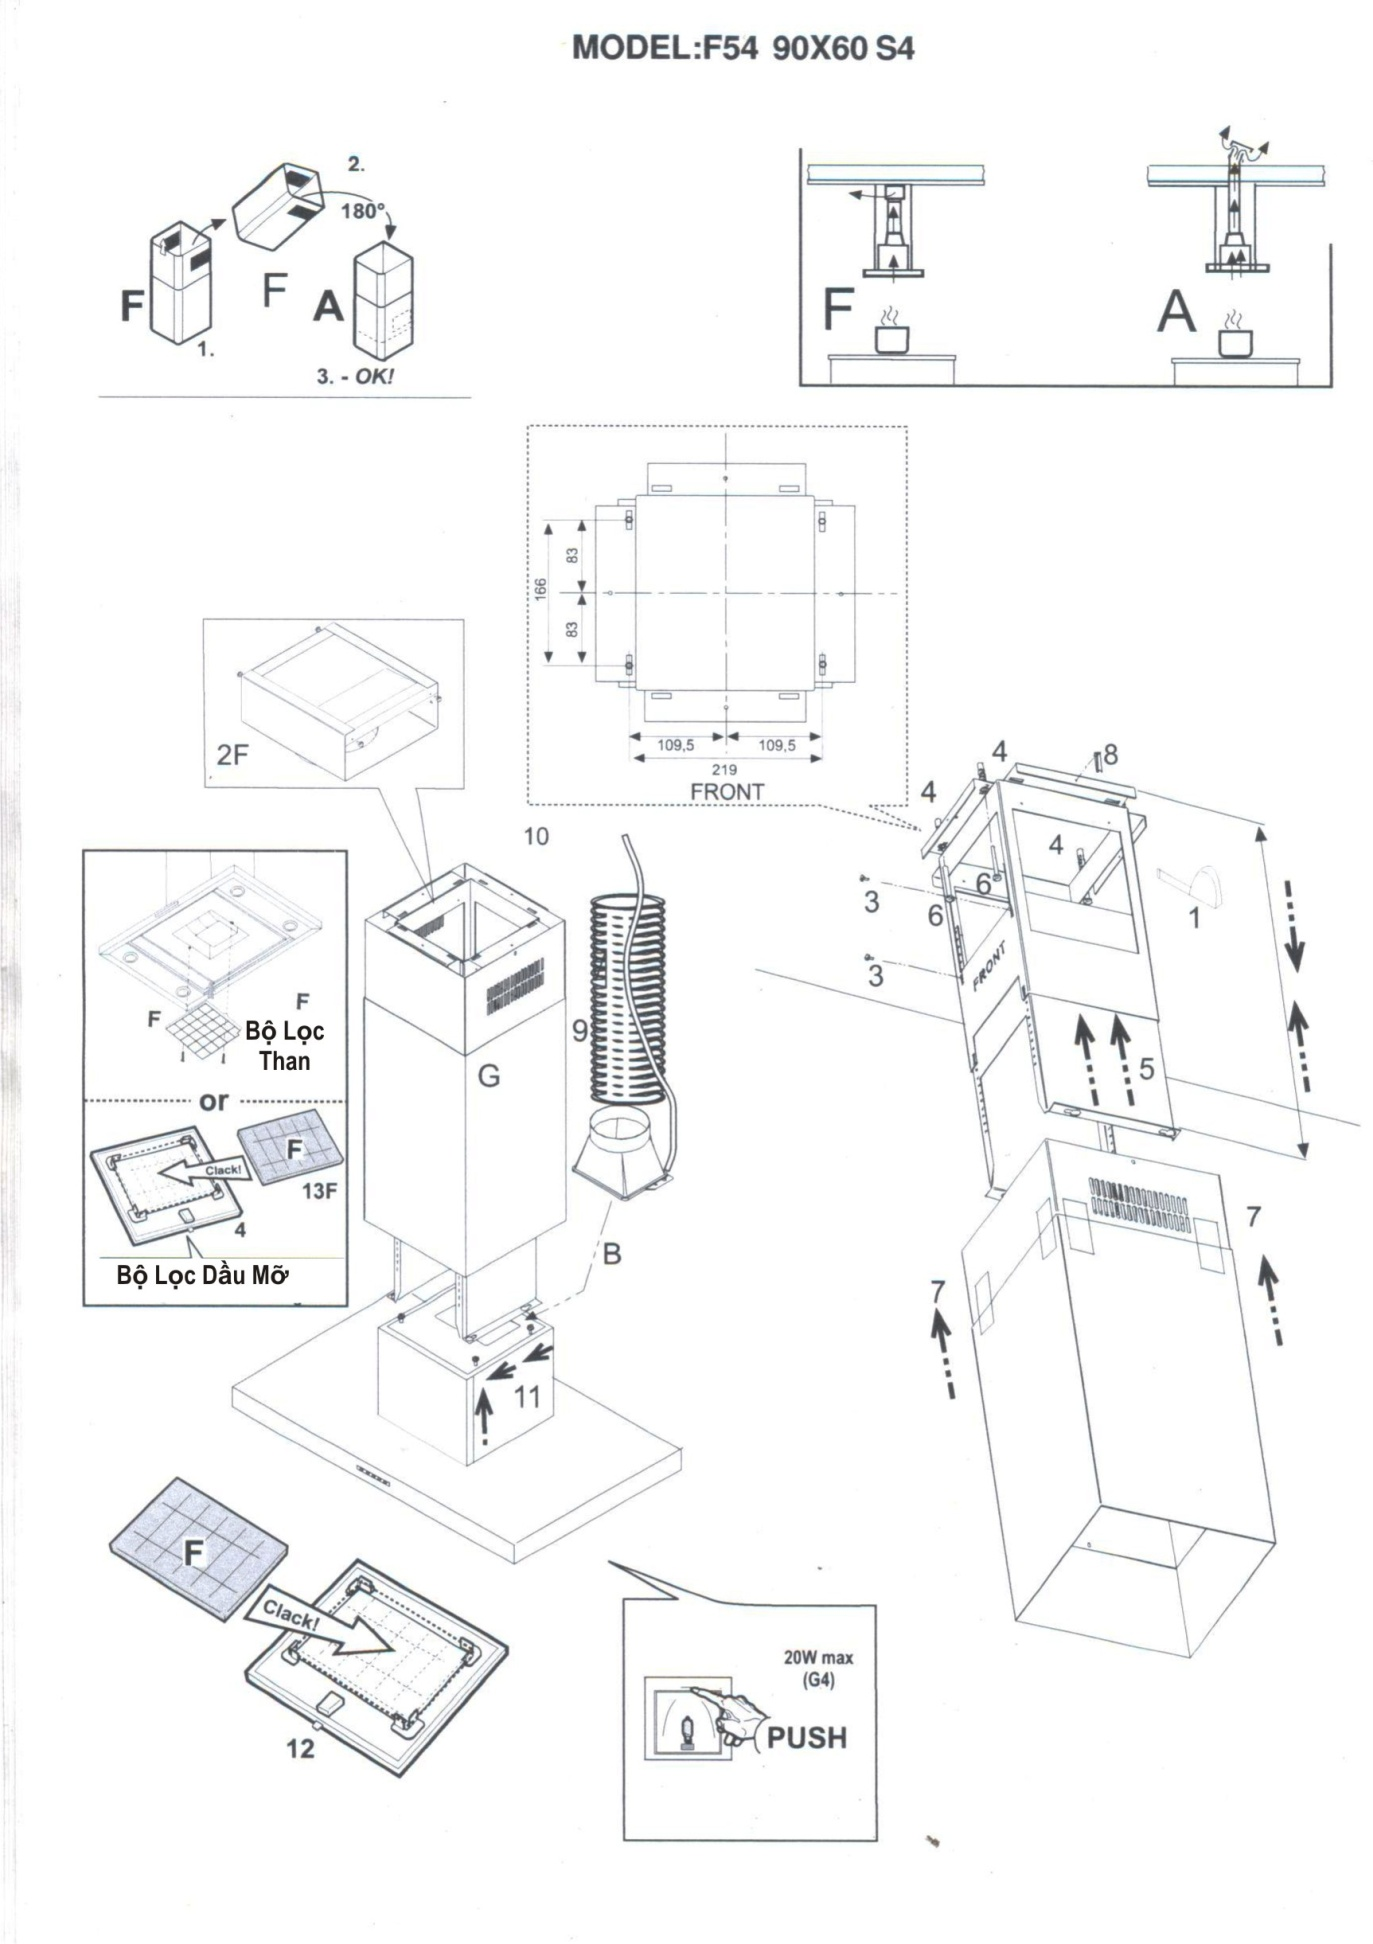 MODEL:F54 90X60 S4
2.
180°
F
F
A
1.
3. - OK!
F
A
83
166
83
109,5
109,5
219
FRONT
2F
4
8
4
10
4
1
3
6
6
3
FRONT
9
F
F
Bộ Lọc
Than
G
5
or
F
Clack!
13F
4
Bộ Lọc Dầu Mỡ
B
7
7
11
F
Clack!
12
20W max
(G4)
PUSH